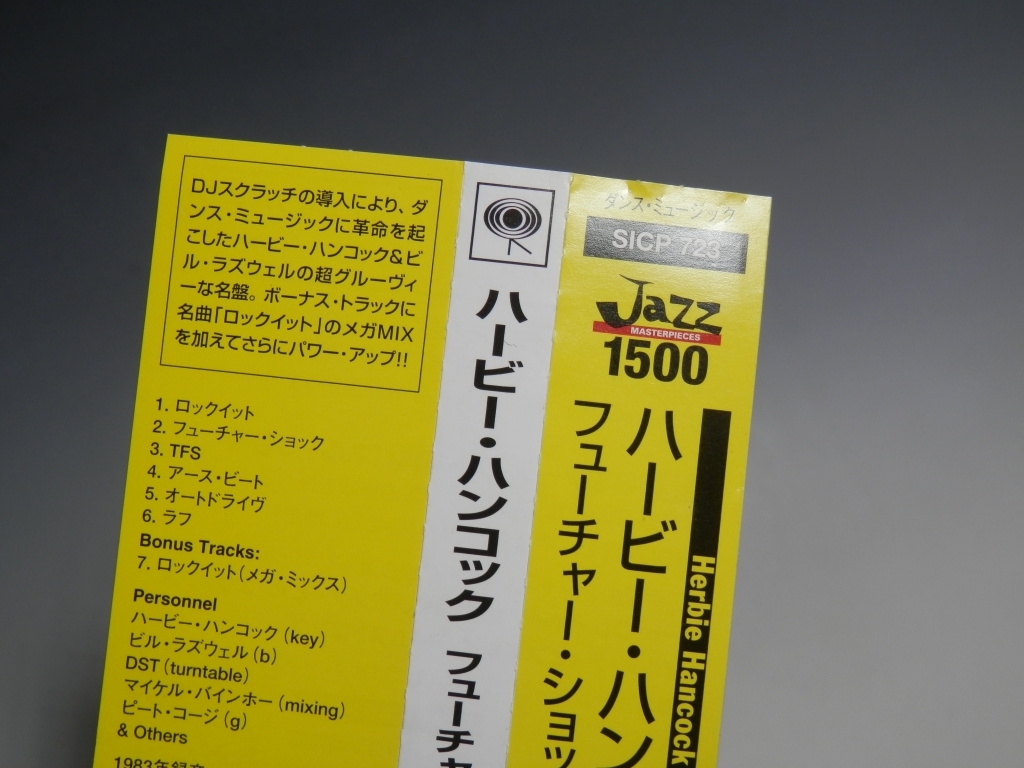 DJスクラッチの導入により、ダ
ンス・ミュージックに革命を起
こしたハービー・ハンコック&ビ
ル・ラズウェルの超グルーヴィ
ーな名盤。ボーナス・トラックに
名曲「ロックイット」のメガMIX
を加えてさらにパワー・アップ!!
1. ロックイット
2. フューチャー・ショック
3. TFS
4. アース・ビート
5. オートドライヴ
6. ラフ
Bonus Tracks:
7. ロックイット(メガ・ミックス)
Personnel
ハービー・ハンコック(key)
ビル・ラズウェル(b)
DST(turntable)
マイケル・バインホー(mixing)
ピート・コージ(g)
& Others
1983年録音
ハービー・ハンコック フューチャ
ダンス・ミュージック
SICP 723
Jazz
MASTERPIECES
1500
Herbie Hancock
ハービー・ハン
フューチャー・ショッ